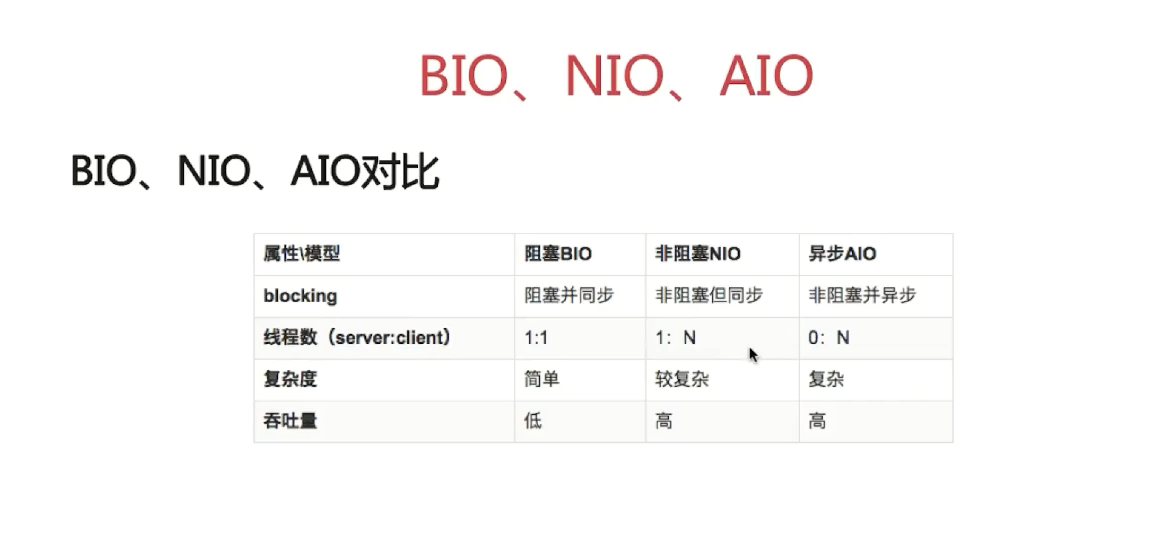 BIO、NIO、AIO
BIO、NIO、AIO对比
属性\模型 阻塞BIO 非阻塞NIO 异步AIO
blocking 阻塞并同步 非阻塞但同步 非阻塞并异步
线程数（server:client） 1:1 1：N 0：N
复杂度 简单 较复杂 复杂
吞吐量 低 高 高